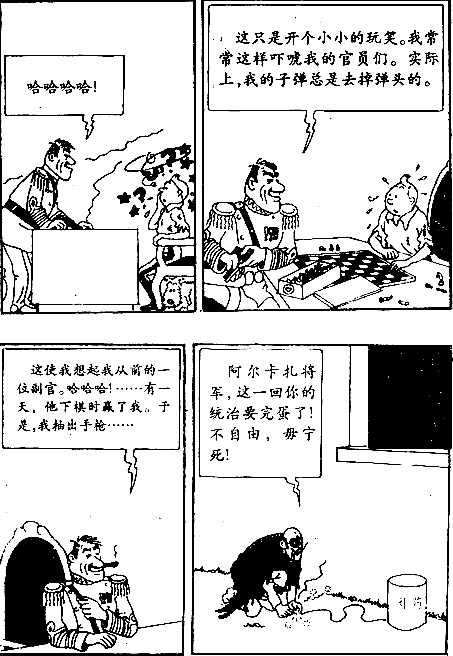 哈哈哈哈！
这只是开个小小的玩笑。我常
常这样吓唬我的官员们。实际
上，我的子弹总是去掉弹头的。
这使我想起我从前的一
位副官。哈哈哈！……有一
天，他下棋时赢了我。于
是，我抽出手枪……
阿尔卡扎将
军，这一回你的
统治要完蛋了！
不自由，毋宁
死！